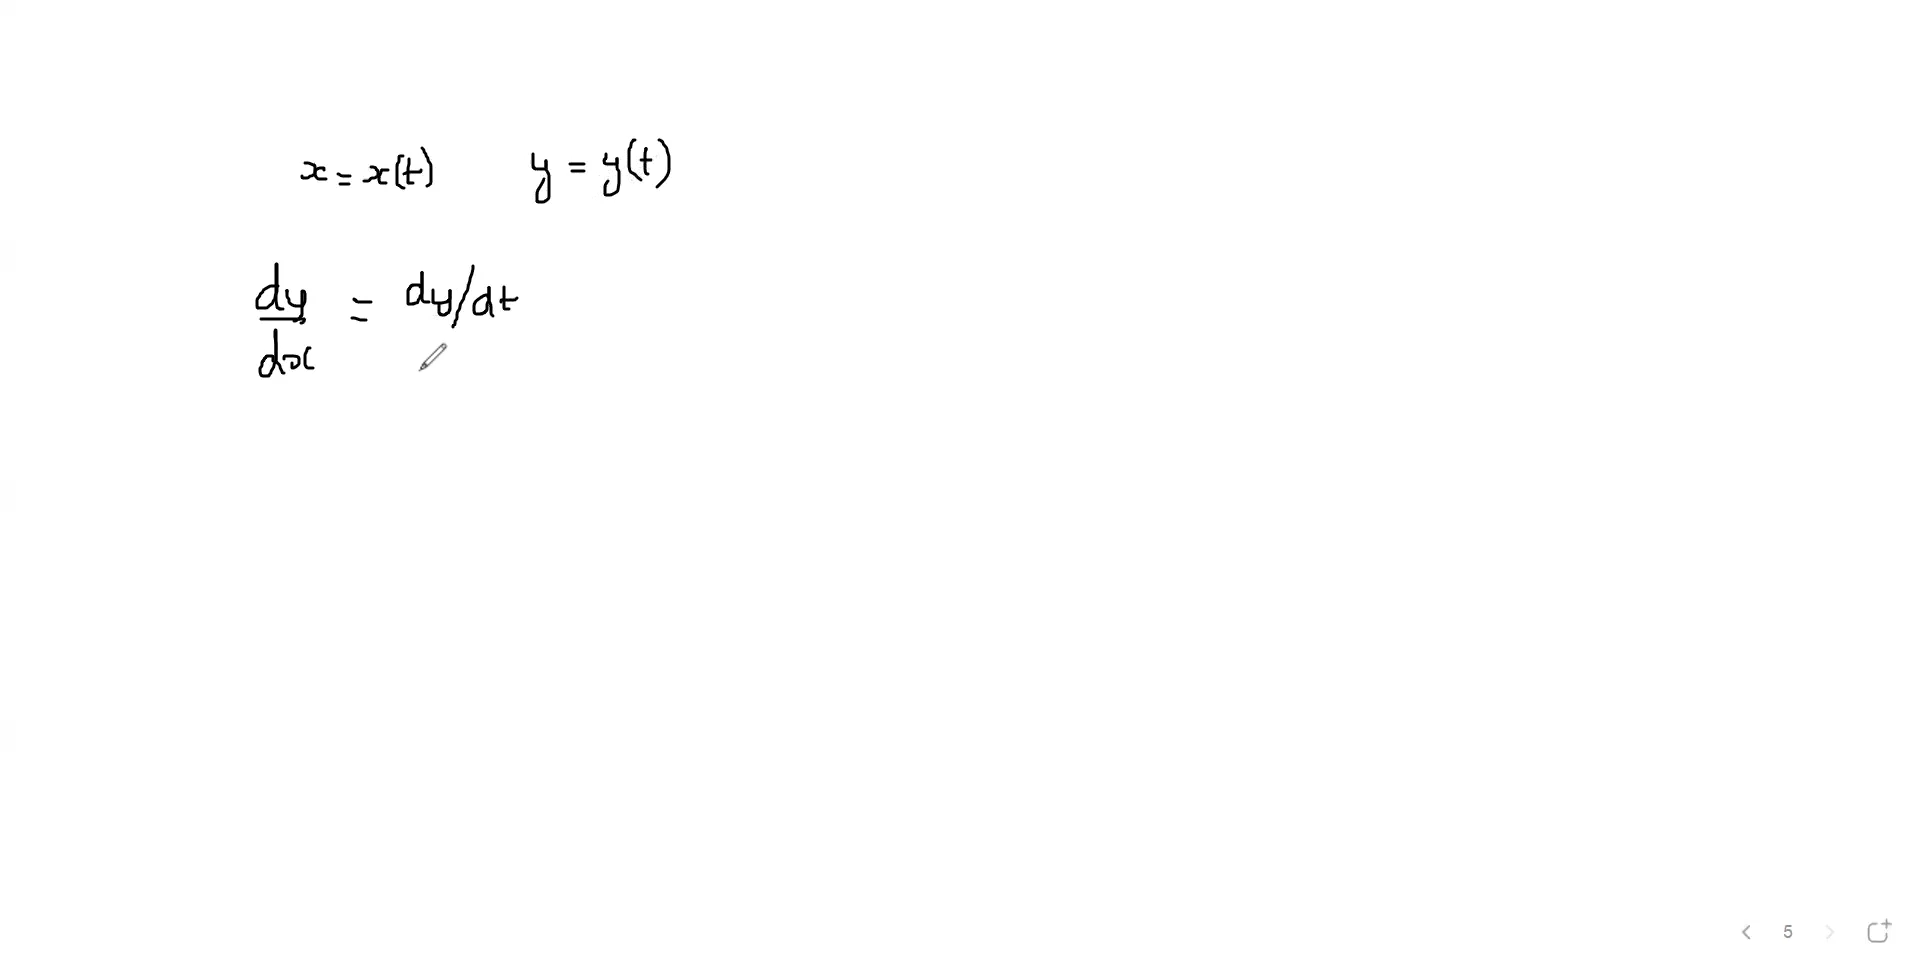 x = x(t) y = y(t)
dy/dx = dy/dt
5